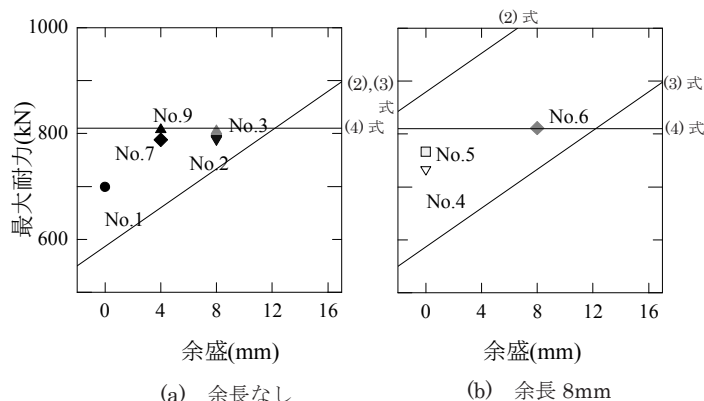 (2) 式
1000
800
600
最大耐力(kN)
No.9
No.3
No.7
No.2
No.1
(2),(3)
式
(4) 式
No.6
No.5
No.4
(3) 式
(4) 式
0 4 8 12 16
0 4 8 12 16
余盛(mm)
余盛(mm)
(a) 余長なし
(b) 余長 8mm